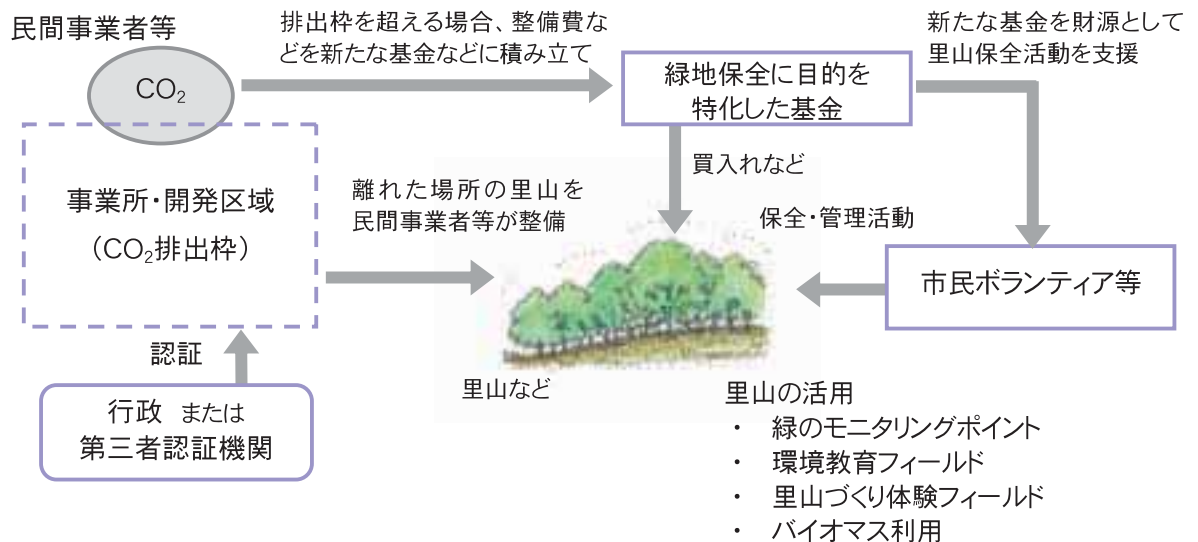 民間事業者等
CO₂
排出枠を超える場合、整備費な
どを新たな基金などに積み立て
緑地保全に目的を
特化した基金
新たな基金を財源として
里山保全活動を支援
買入れなど
事業所・開発区域
（CO₂排出枠）
離れた場所の里山を
民間事業者等が整備
保全・管理活動
市民ボランティア等
認証
行政 または
第三者認証機関
里山など
里山の活用
・ 緑のモニタリングポイント
・ 環境教育フィールド
・ 里山づくり体験フィールド
・ バイオマス利用